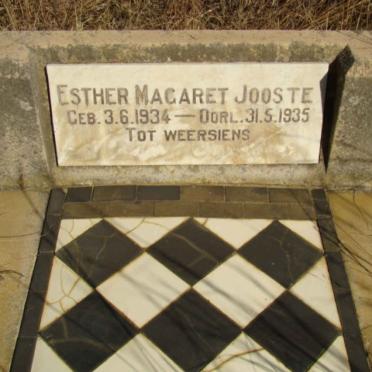 ESTHER MAGARET JOOSTE
GEB. 3.6.1934 — OORL. 31.5.1935
TOT WEERSIENS